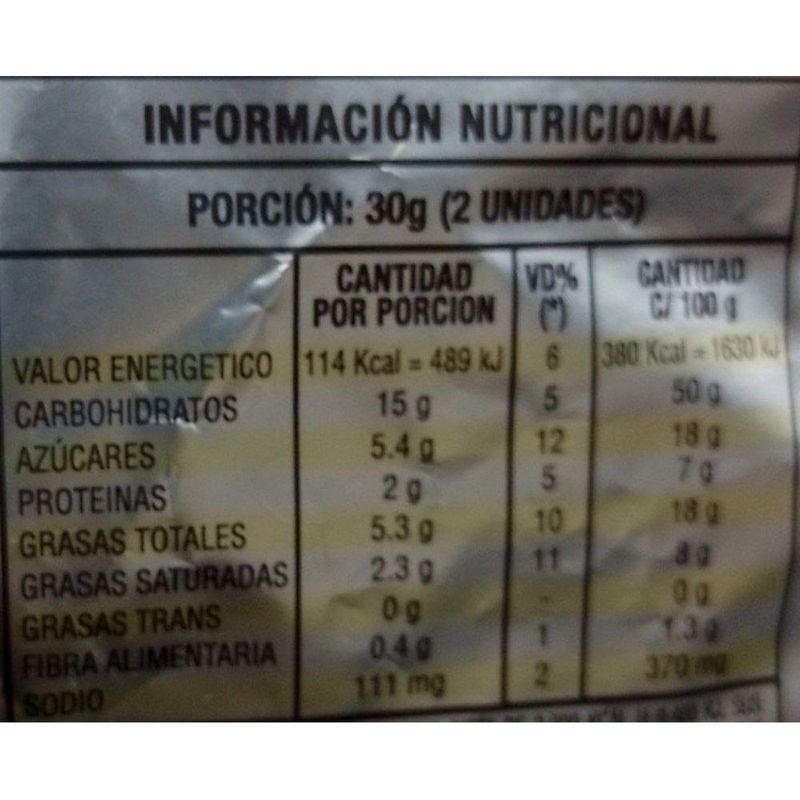 INFORMACIÓN NUTRICIONAL
PORCIÓN: 30g (2 UNIDADES)
CANTIDAD POR PORCION VD% (*) CANTIDAD C/ 100 g
VALOR ENERGETICO 114 Kcal = 489 kJ 6 380 Kcal = 1630 kJ
CARBOHIDRATOS 15 g 5 50 g
AZÚCARES 5.4 g 12 18 g
PROTEINAS 2 g 5 7 g
GRASAS TOTALES 5.3 g 10 18 g
GRASAS SATURADAS 2.3 g 11 8 g
GRASAS TRANS 0 g - 0 g
FIBRA ALIMENTARIA 0.4 g 1 1.3 g
SODIO 111 mg 2 370 mg